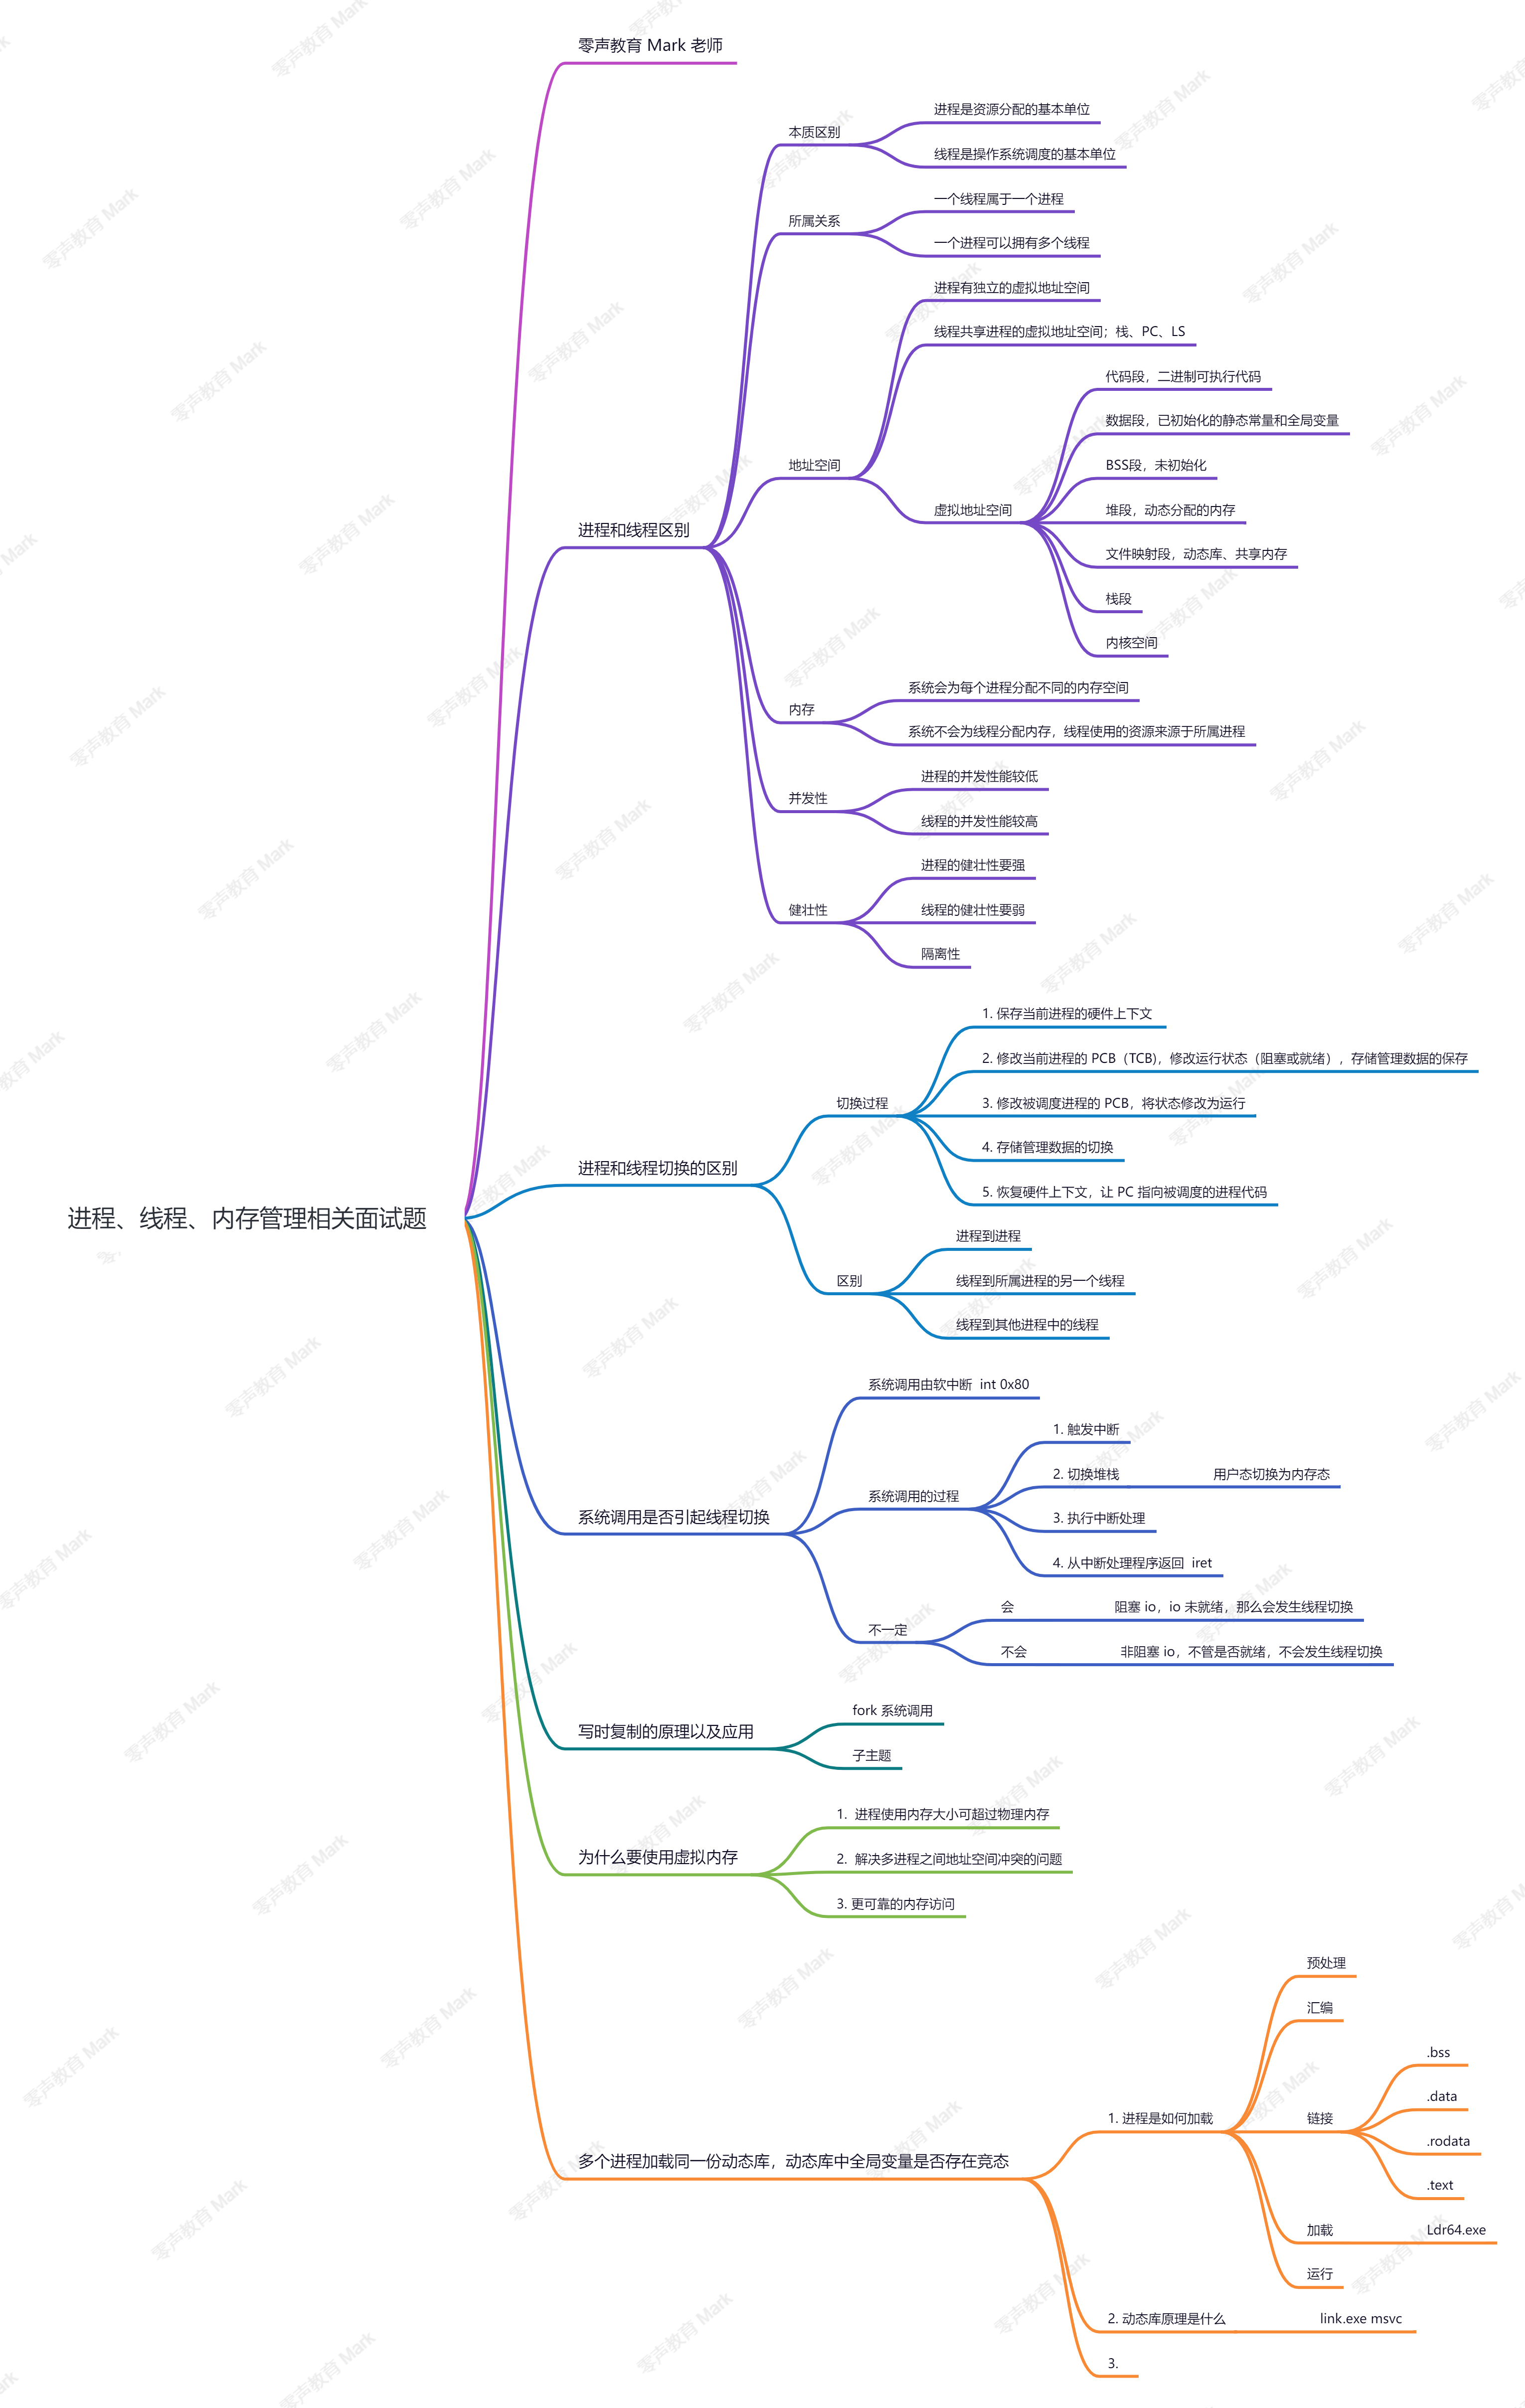 零声教育 Mark 老师
进程、线程、内存管理相关面试题
进程和线程区别
本质区别
进程是资源分配的基本单位
线程是操作系统调度的基本单位
所属关系
一个线程属于一个进程
一个进程可以拥有多个线程
地址空间
进程有独立的虚拟地址空间
线程共享进程的虚拟地址空间；栈、PC、LS
虚拟地址空间
代码段，二进制可执行代码
数据段，已初始化的静态常量和全局变量
BSS段，未初始化
堆段，动态分配的内存
文件映射段，动态库、共享内存
栈段
内核空间
内存
系统会为每个进程分配不同的内存空间
系统不会为线程分配内存，线程使用的资源来源于所属进程
并发性
进程的并发性能较低
线程的并发性能较高
健壮性
进程的健壮性要强
线程的健壮性要弱
隔离性
进程和线程切换的区别
切换过程
1. 保存当前进程的硬件上下文
2. 修改当前进程的 PCB（TCB)，修改运行状态（阻塞或就绪），存储管理数据的保存
3. 修改被调度进程的 PCB，将状态修改为运行
4. 存储管理数据的切换
5. 恢复硬件上下文，让 PC 指向被调度的进程代码
区别
进程到进程
线程到所属进程的另一个线程
线程到其他进程中的线程
系统调用是否引起线程切换
系统调用由软中断 int 0x80
系统调用的过程
1. 触发中断
2. 切换堆栈
用户态切换为内存态
3. 执行中断处理
4. 从中断处理程序返回 iret
不一定
会
阻塞 io，io 未就绪，那么会发生线程切换
不会
非阻塞 io，不管是否就绪，不会发生线程切换
写时复制的原理以及应用
fork 系统调用
子主题
为什么要使用虚拟内存
1. 进程使用内存大小可超过物理内存
2. 解决多进程之间地址空间冲突的问题
3. 更可靠的内存访问
多个进程加载同一份动态库，动态库中全局变量是否存在竞态
1. 进程是如何加载
预处理
汇编
链接
.bss
.data
.rodata
.text
加载
Ldr64.exe
运行
2. 动态库原理是什么
link.exe msvc
3.
零声教育 Mark